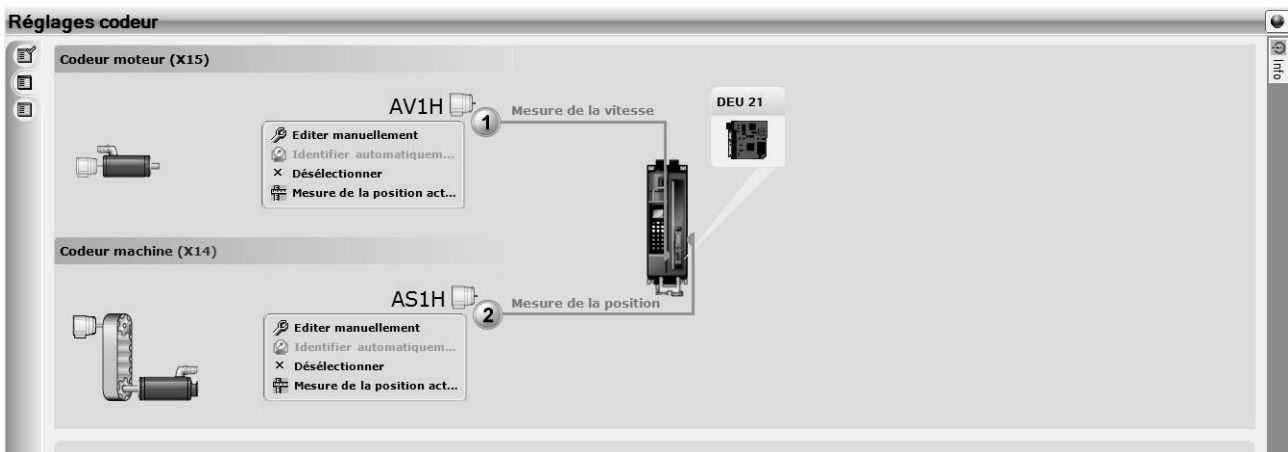 Réglages codeur
Info
Codeur moteur (X15)
AV1H
1
Mesure de la vitesse
DEU 21
Editer manuellement
Identifier automatiquem...
Désélectionner
Mesure de la position act...
Codeur machine (X14)
AS1H
2
Mesure de la position
Editer manuellement
Identifier automatiquem...
Désélectionner
Mesure de la position act...